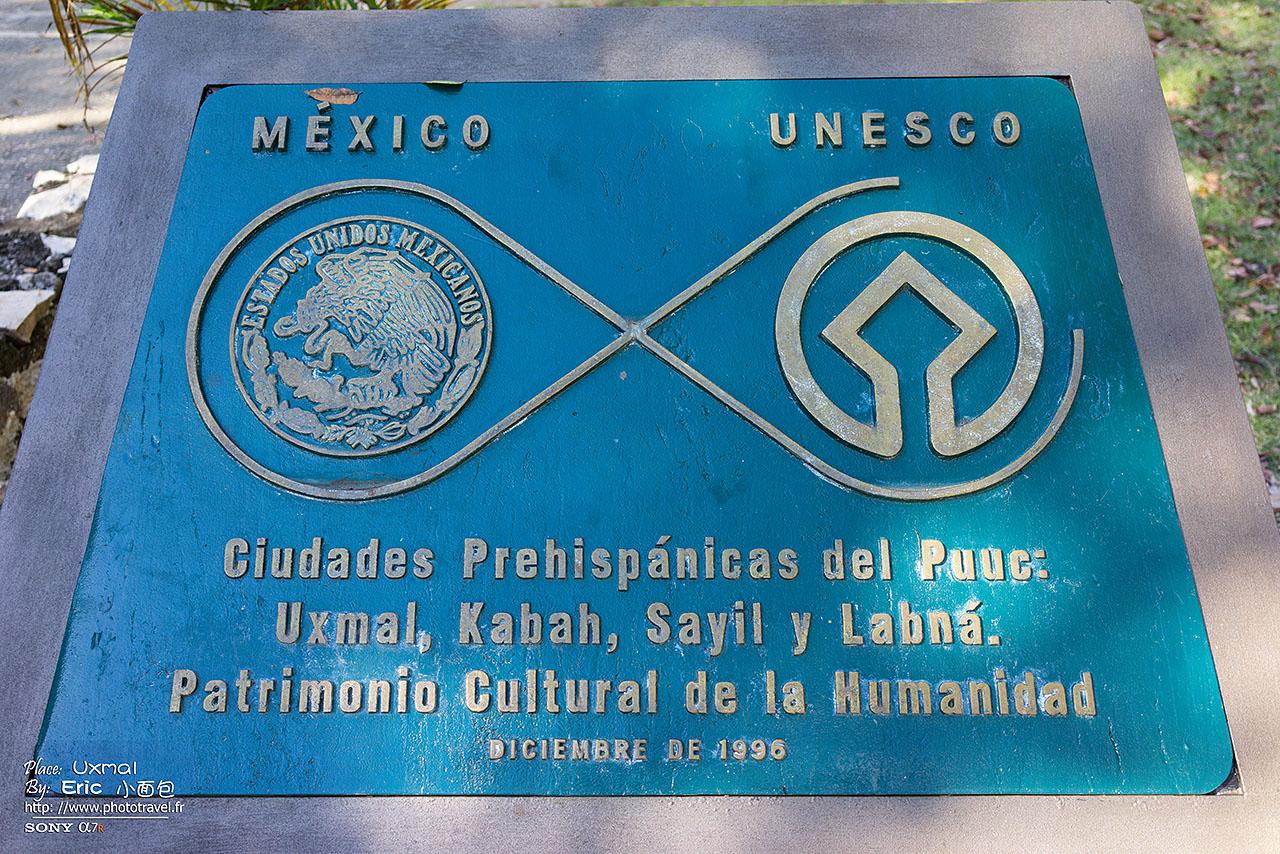 MÉXICO UNESCO
ESTADOS UNIDOS MEXICANOS
Ciudades Prehispánicas del Puuc:
Uxmal, Kabah, Sayil y Labná.
Patrimonio Cultural de la Humanidad
DICIEMBRE DE 1996
Place: Uxmal
By: Eric 小面包
http: //www.phototravel.fr
SONY α7R